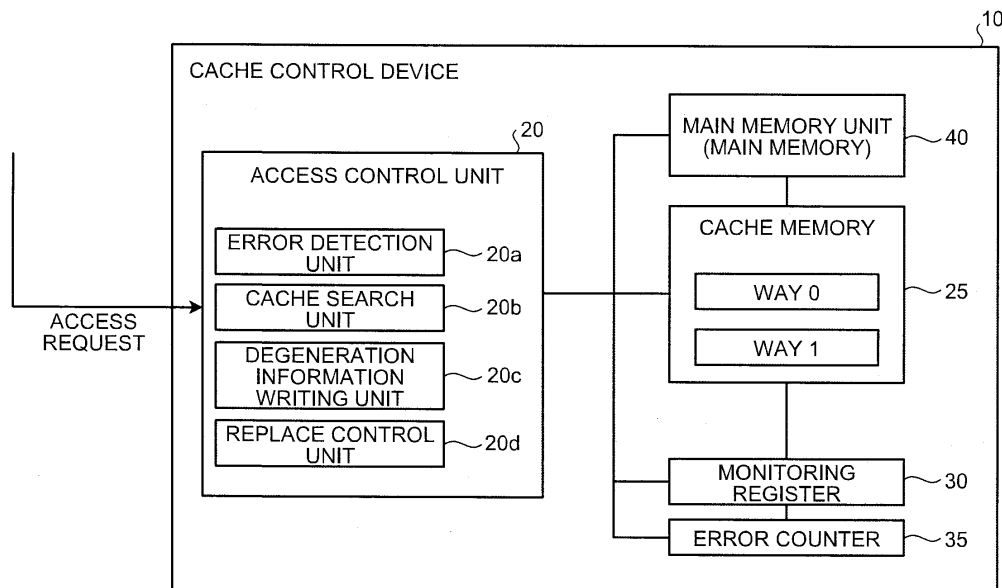 10
CACHE CONTROL DEVICE
20
ACCESS CONTROL UNIT
ERROR DETECTION
UNIT
20a
CACHE SEARCH
UNIT
20b
DEGENERATION
INFORMATION
WRITING UNIT
20c
REPLACE CONTROL
UNIT
20d
ACCESS
REQUEST
MAIN MEMORY UNIT
(MAIN MEMORY)
40
CACHE MEMORY
WAY 0
25
WAY 1
MONITORING
REGISTER
30
ERROR COUNTER
35